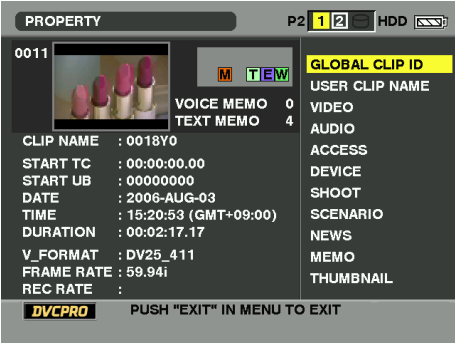 PROPERTY P2 1 2 HDD
0011
M T E W
VOICE MEMO 0
TEXT MEMO 4
CLIP NAME : 0018Y0
START TC : 00:00:00.00
START UB : 00000000
DATE : 2006-AUG-03
TIME : 15:20:53 (GMT+09:00)
DURATION : 00:02:17.17
V_FORMAT : DV25_411
FRAME RATE : 59.94i
REC RATE :
GLOBAL CLIP ID
USER CLIP NAME
VIDEO
AUDIO
ACCESS
DEVICE
SHOOT
SCENARIO
NEWS
MEMO
THUMBNAIL
DVCPRO PUSH "EXIT" IN MENU TO EXIT